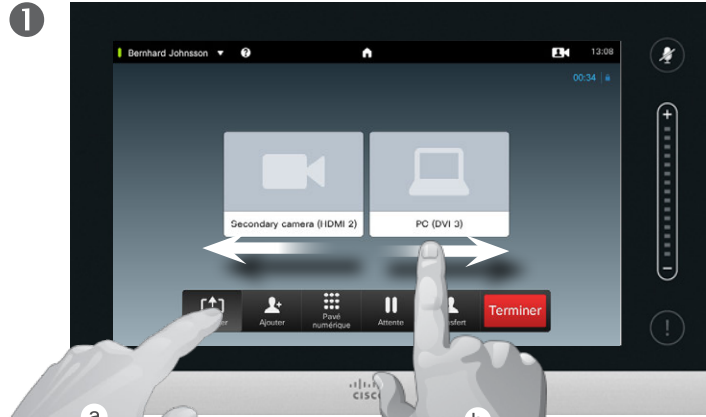 1
Bernhard Johnsson
?
13:08
00:34
+
Secondary camera (HDMI 2)
PC (DVI 3)
Ajouter
Pavé
numérique
Attente
Terminer
−
!
CISCO
a
b